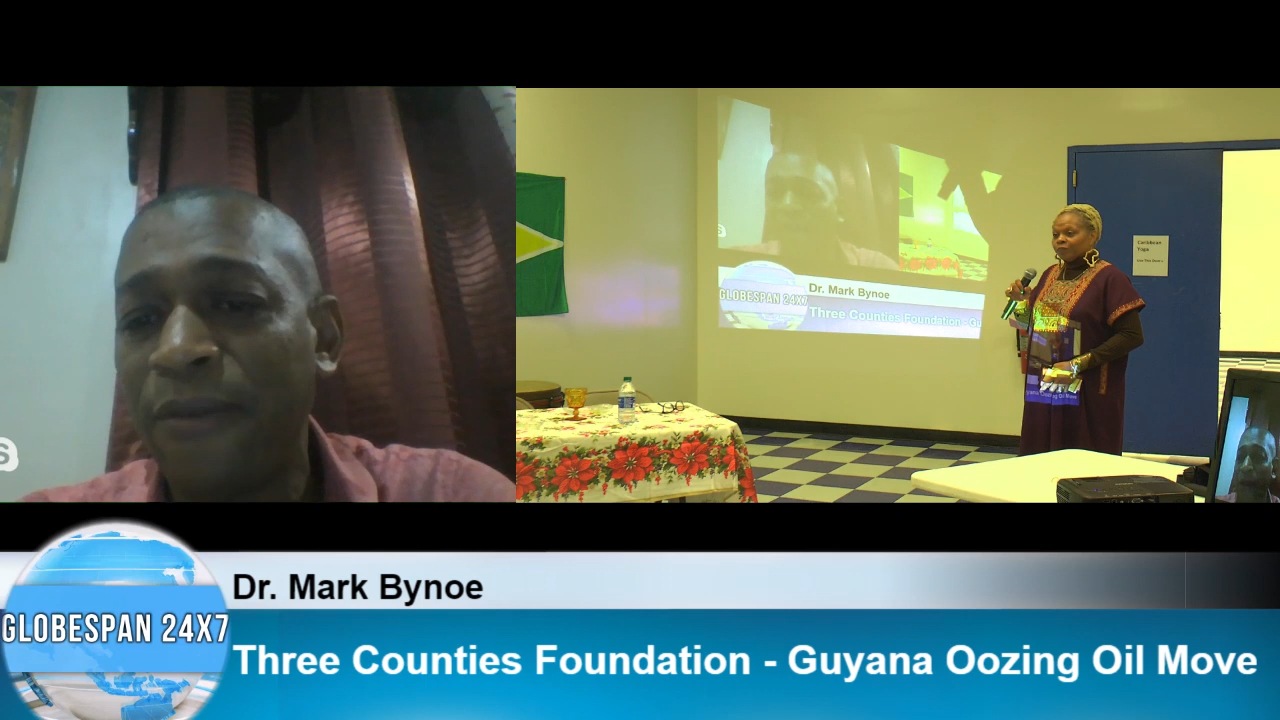 S
GLOBESPAN 24X7
Dr. Mark Bynoe
Three Counties Foundation - Gu
Caribbean
Yoga
GLOBESPAN 24X7
Dr. Mark Bynoe
Three Counties Foundation - Guyana Oozing Oil Move